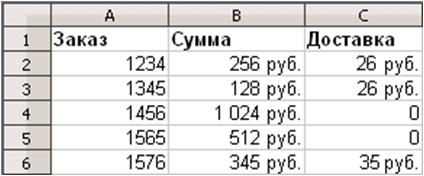 A B C
1 Заказ Сумма Доставка
2 1234 256 руб. 26 руб.
3 1345 128 руб. 26 руб.
4 1456 1 024 руб. 0
5 1565 512 руб. 0
6 1576 345 руб. 35 руб.